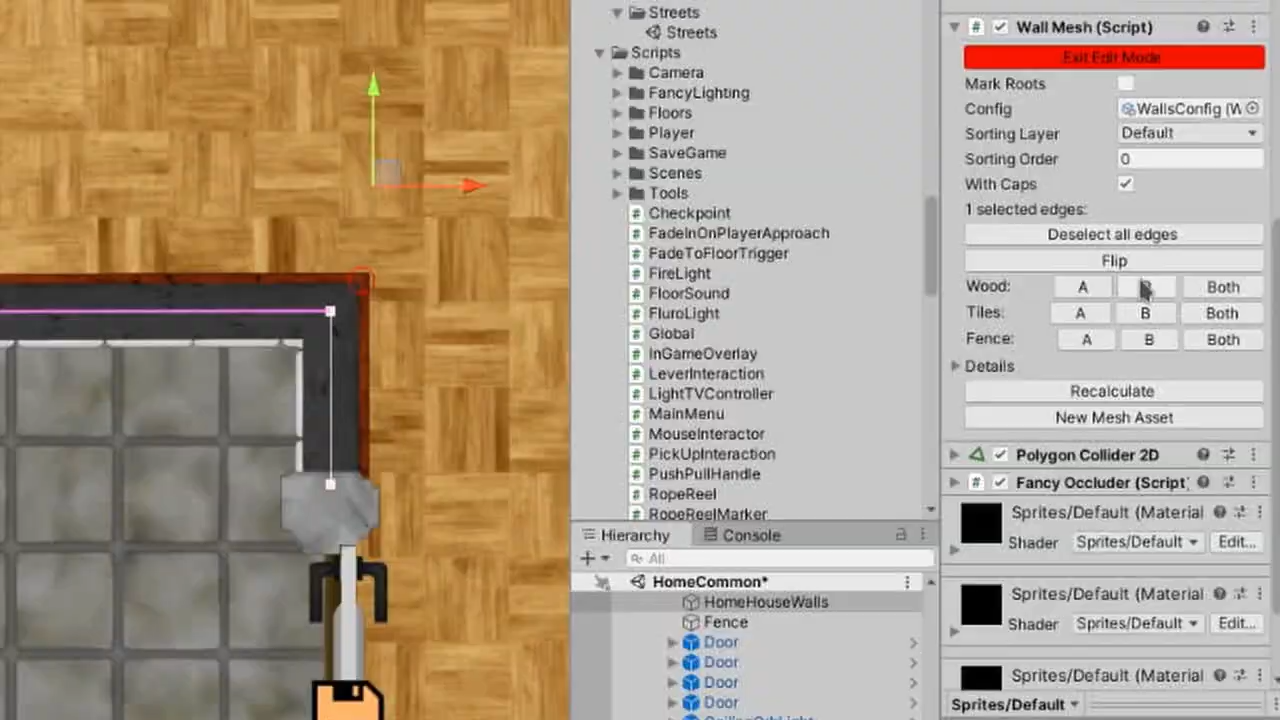 Streets
Streets
Scripts
Camera
FancyLighting
Floors
Player
SaveGame
Scenes
Tools
Checkpoint
FadeInOnPlayerApproach
FadeToFloorTrigger
FireLight
FloorSound
FluroLight
Global
InGameOverlay
LeverInteraction
LightTVController
MainMenu
MouseInteractor
PickUpInteraction
PushPullHandle
RopeReel
RopeReelMarker
Hierarchy Console
All
HomeCommon*
HomeHouseWalls
Fence
Door
Door
Door
Door
CeilingOrbLight
Wall Mesh (Script)
Exit Edit Mode
Mark Roots
Config WallsConfig (W
Sorting Layer Default
Sorting Order 0
With Caps
1 selected edges:
Deselect all edges
Flip
Wood: A B Both
Tiles: A B Both
Fence: A B Both
Details
Recalculate
New Mesh Asset
Polygon Collider 2D
Fancy Occluder (Script)
Sprites/Default (Material
Shader Sprites/Default Edit...
Sprites/Default (Material
Shader Sprites/Default Edit...
Sprites/Default (Material
Sprites/Default